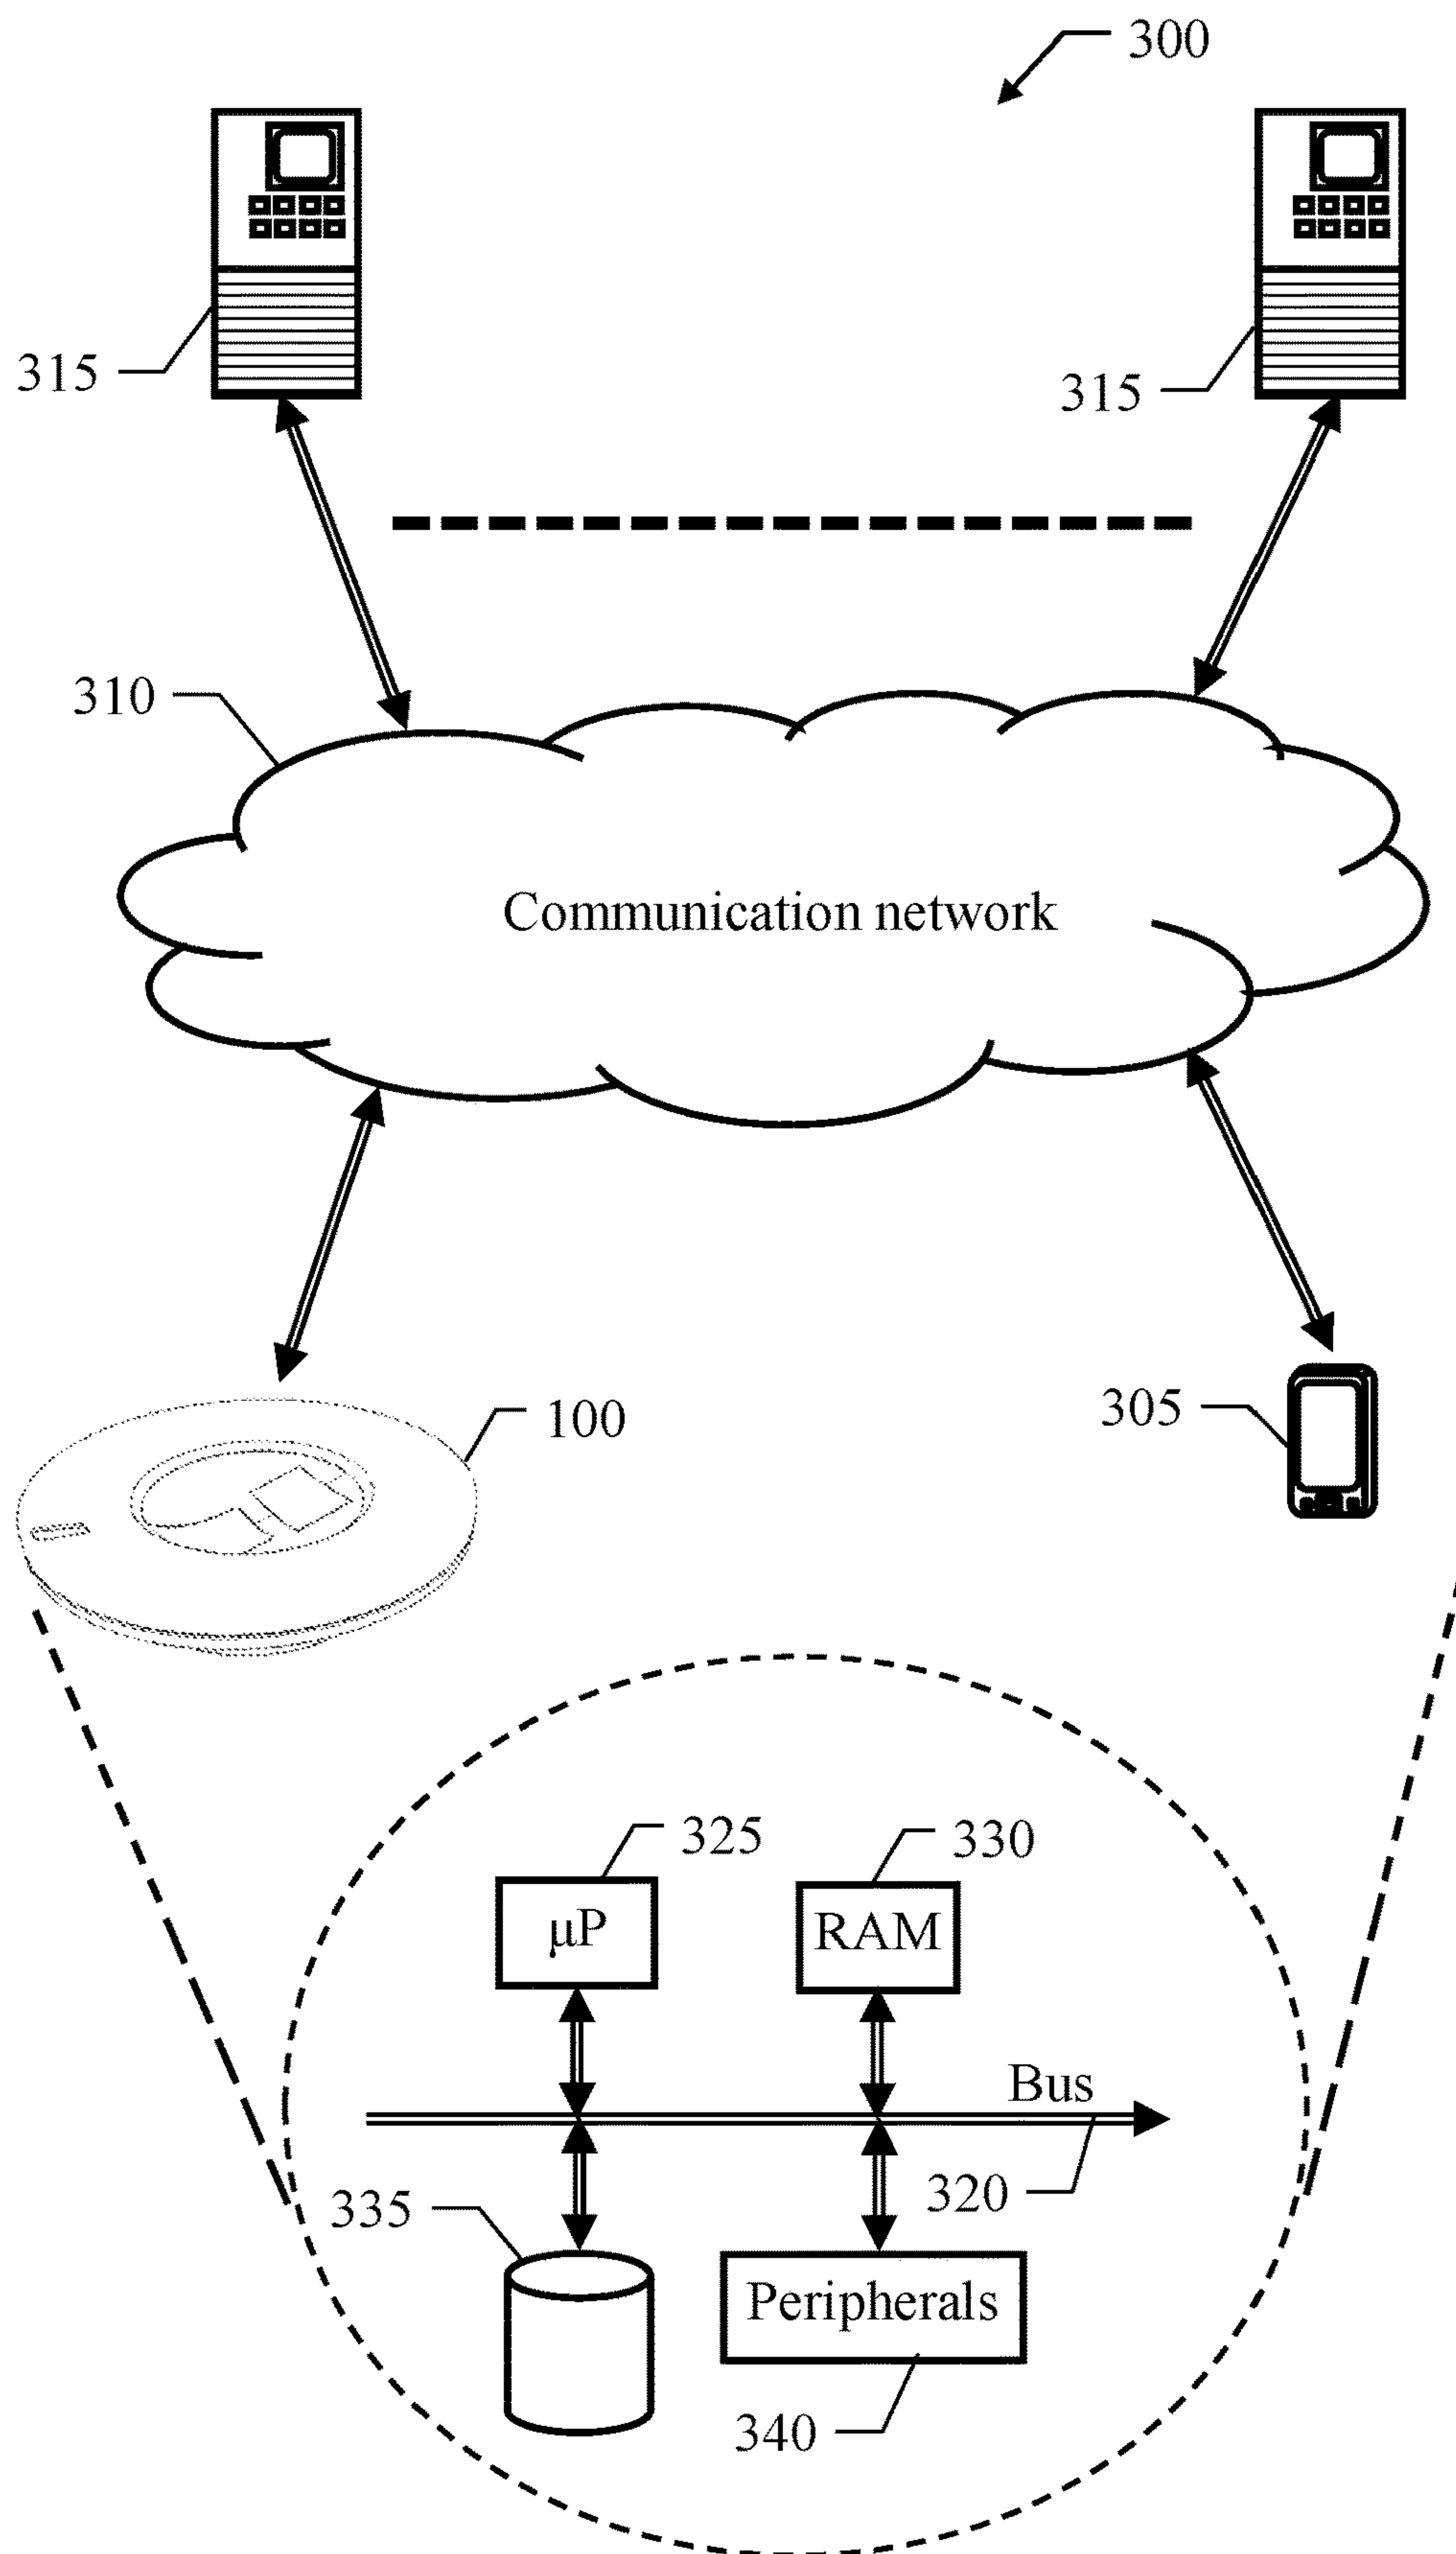 300
315
315
310
Communication network
100
305
325
330
μP
RAM
Bus
335
320
Peripherals
340